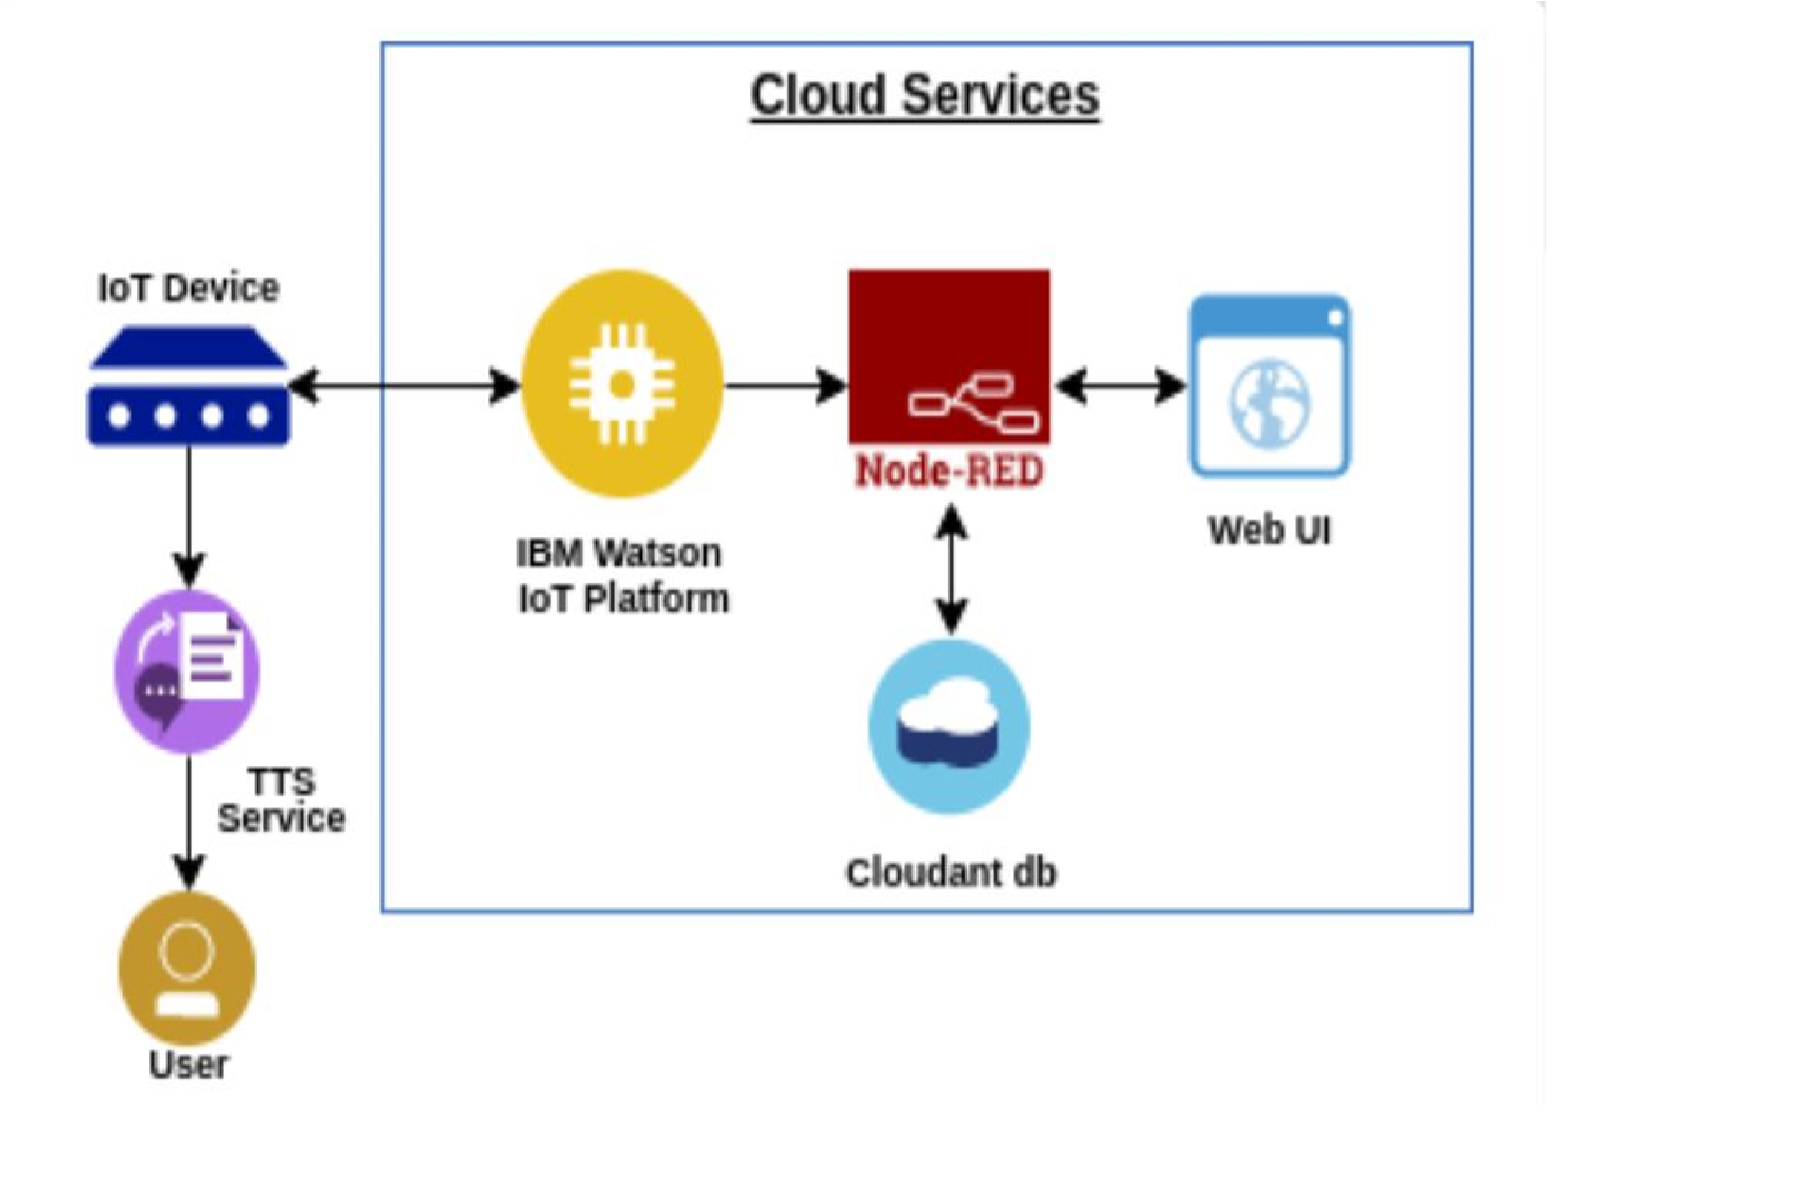 Cloud Services
IoT Device
Node-RED
Web UI
IBM Watson
IoT Platform
TTS
Service
Cloudant db
User